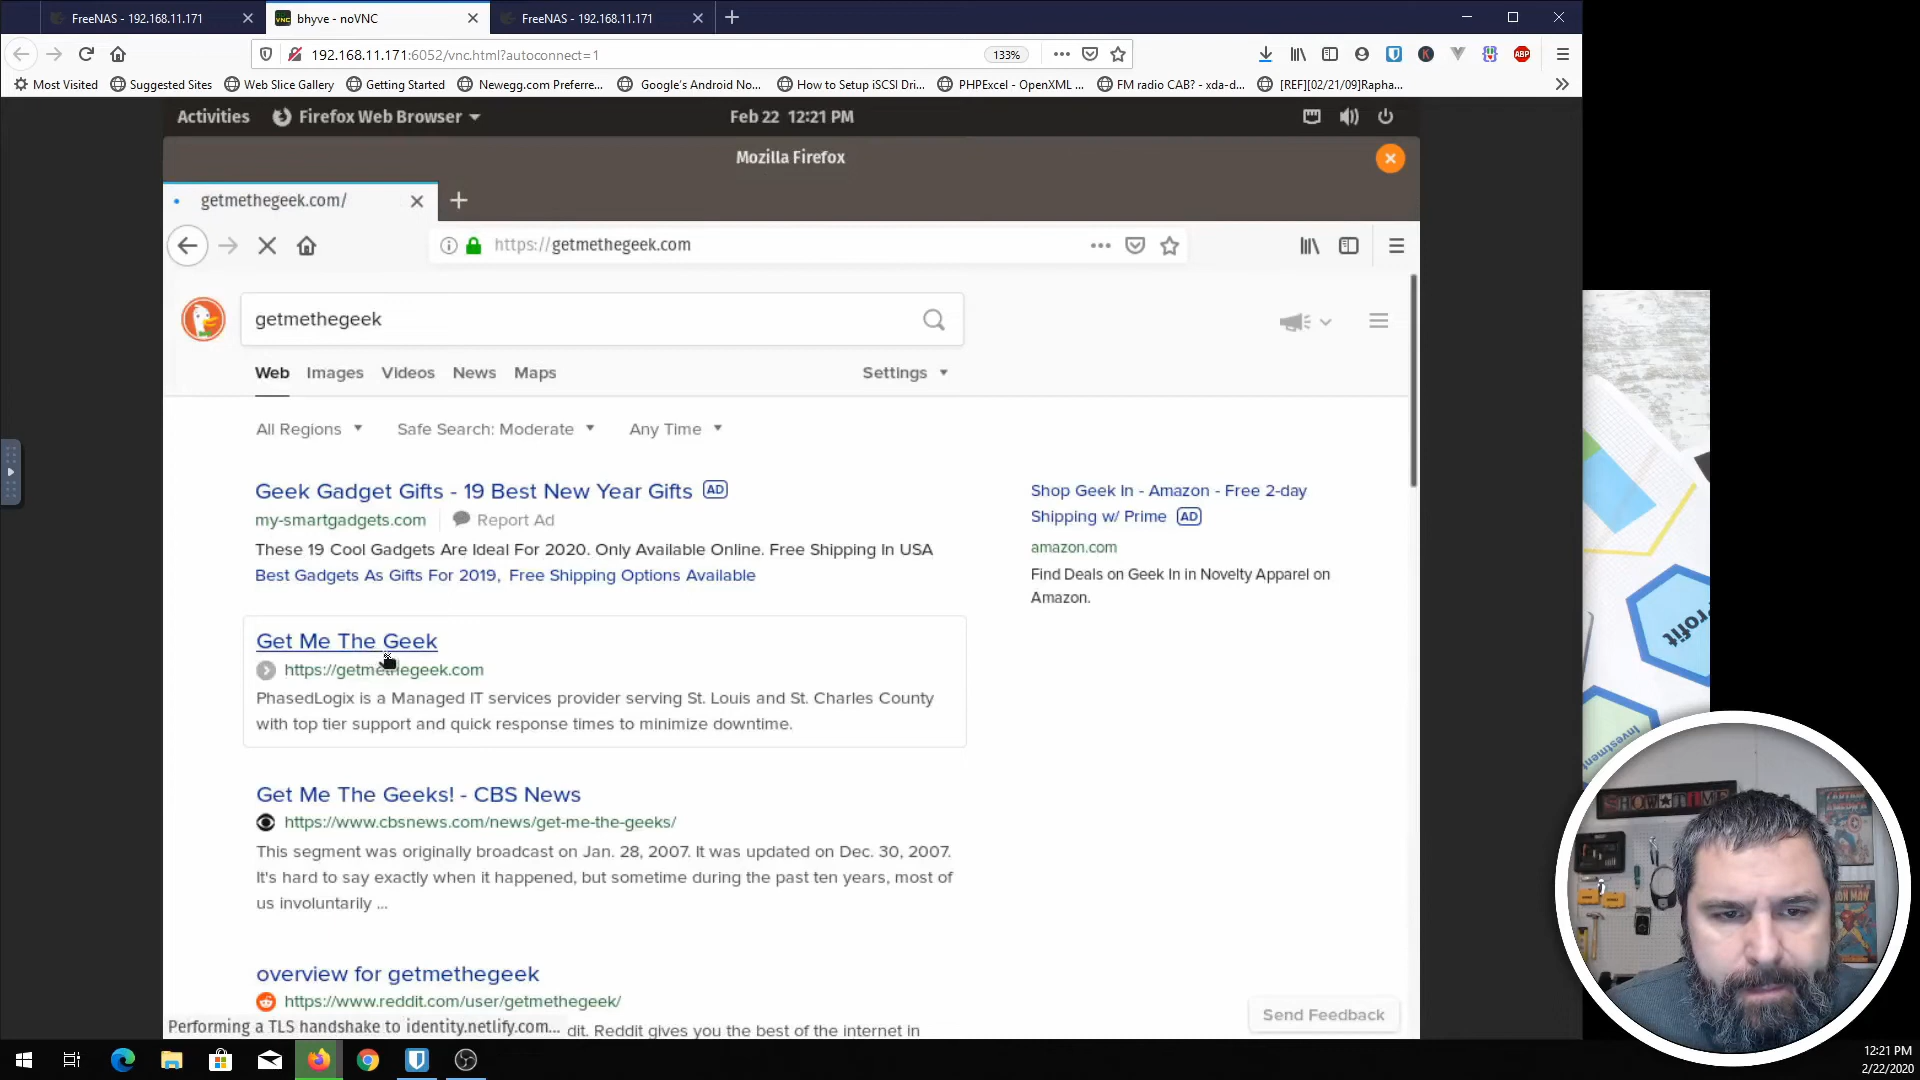 FreeNAS - 192.168.11.171
bhyve - noVNC
FreeNAS - 192.168.11.171
192.168.11.171:6052/vnc.html?autoconnect=1
133%
Most Visited
Suggested Sites
Web Slice Gallery
Getting Started
Newegg.com Preferre...
Google's Android No...
How to Setup iSCSI Dri...
PHPExcel - OpenXML ...
FM radio CAB? - xda-d...
[REF][02/21/09]Rapha...
Activities
Firefox Web Browser
Feb 22 12:21 PM
Mozilla Firefox
getmethegeek.com/
https://getmethegeek.com
getmethegeek
Web Images Videos News Maps
Settings
All Regions
Safe Search: Moderate
Any Time
Geek Gadget Gifts - 19 Best New Year Gifts AD
my-smartgadgets.com Report Ad
These 19 Cool Gadgets Are Ideal For 2020. Only Available Online. Free Shipping In USA
Best Gadgets As Gifts For 2019, Free Shipping Options Available
Shop Geek In - Amazon - Free 2-day
Shipping w/ Prime AD
amazon.com
Find Deals on Geek In in Novelty Apparel on
Amazon.
Get Me The Geek
https://getmethegeek.com
PhasedLogix is a Managed IT services provider serving St. Louis and St. Charles County
with top tier support and quick response times to minimize downtime.
Get Me The Geeks! - CBS News
https://www.cbsnews.com/news/get-me-the-geeks/
This segment was originally broadcast on Jan. 28, 2007. It was updated on Dec. 30, 2007.
It's hard to say exactly when it happened, but sometime during the past ten years, most of
us involuntarily ...
overview for getmethegeek
https://www.reddit.com/user/getmethegeek/
dit. Reddit gives you the best of the internet in
Performing a TLS handshake to identity.netlify.com...
Send Feedback
Profit
Investment
SHOW TIME
CAPTAIN AMERICA
IRON MAN
ABP
VNC
12:21 PM
2/22/2020